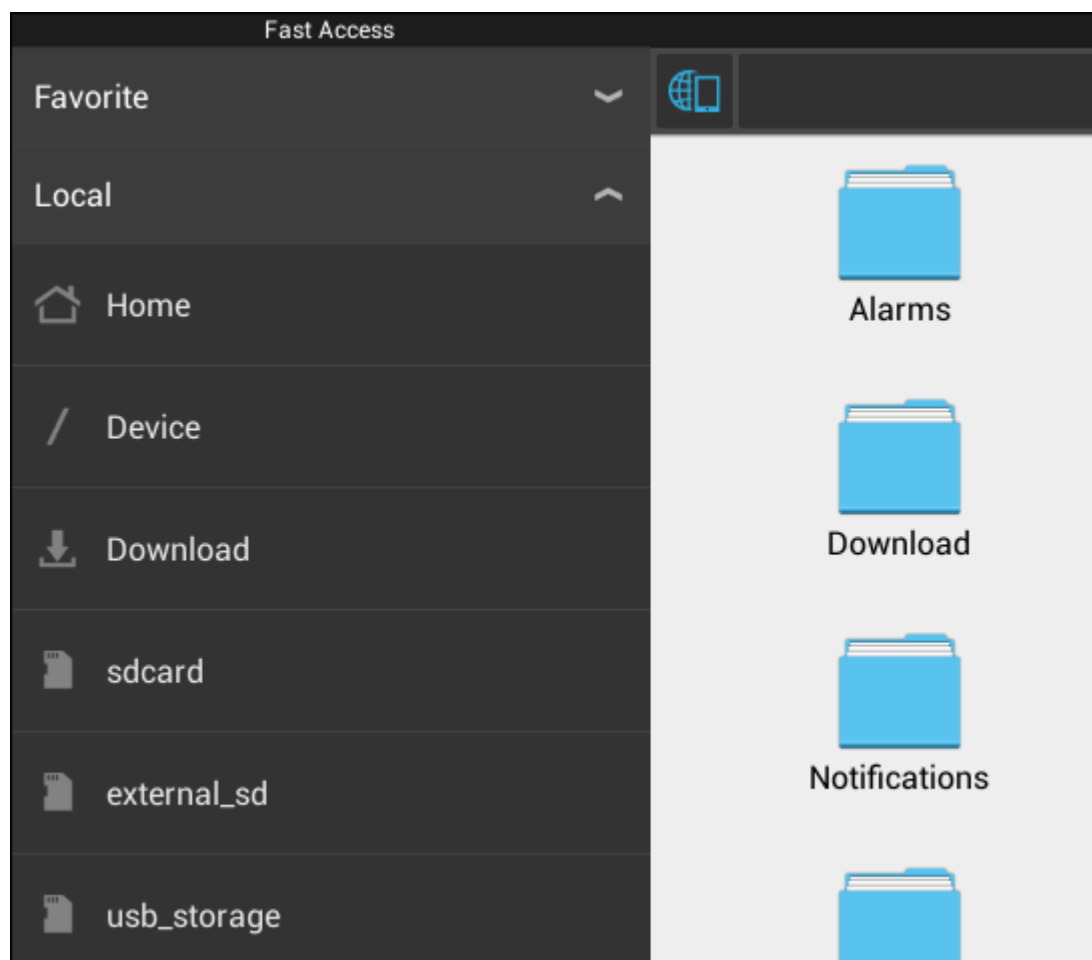 Fast Access
Favorite
Local
Home
Device
Download
sdcard
external_sd
usb_storage
Alarms
Download
Notifications